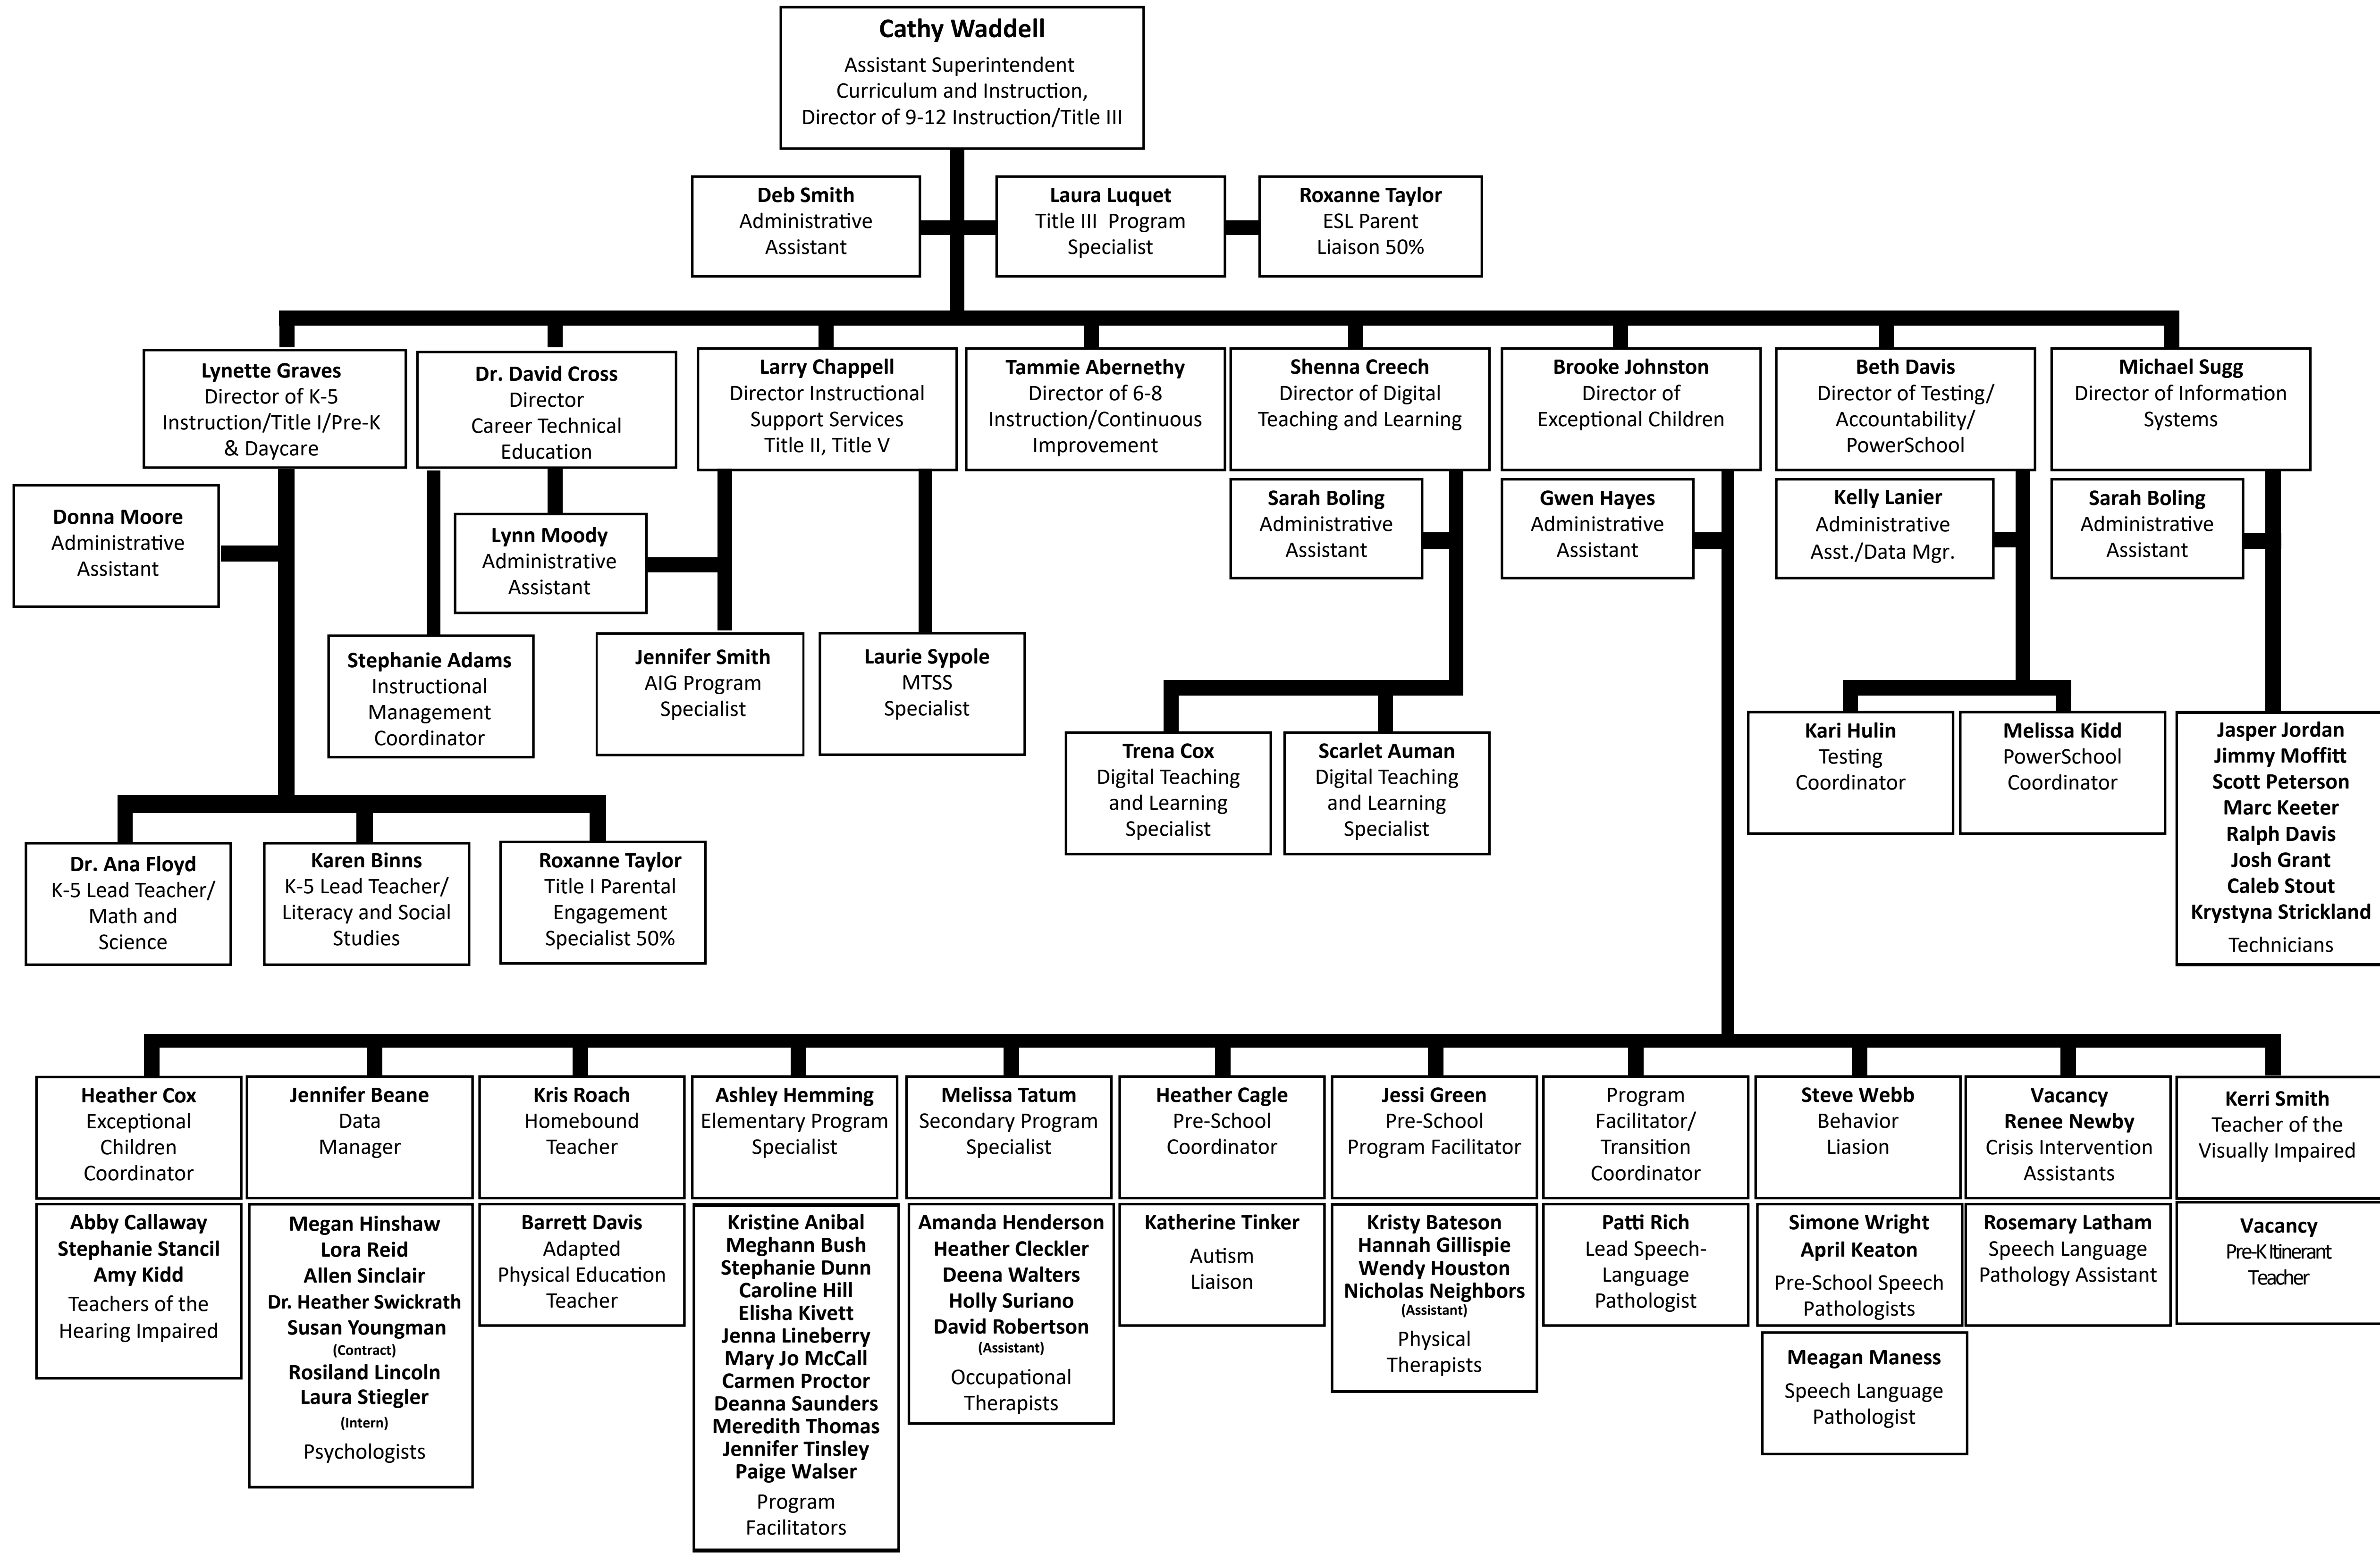 Cathy Waddell
Assistant Superintendent
Curriculum and Instruction,
Director of 9-12 Instruction/Title III
Deb Smith
Administrative
Assistant
Laura Luquet
Title III Program
Specialist
Roxanne Taylor
ESL Parent
Liaison 50%
Lynette Graves
Director of K-5
Instruction/Title I/Pre-K
& Daycare
Dr. David Cross
Director
Career Technical
Education
Larry Chappell
Director Instructional
Support Services
Title II, Title V
Tammie Abernethy
Director of 6-8
Instruction/Continuous
Improvement
Shenna Creech
Director of Digital
Teaching and Learning
Brooke Johnston
Director of
Exceptional Children
Beth Davis
Director of Testing/
Accountability/
PowerSchool
Michael Sugg
Director of Information
Systems
Donna Moore
Administrative
Assistant
Lynn Moody
Administrative
Assistant
Sarah Boling
Administrative
Assistant
Gwen Hayes
Administrative
Assistant
Kelly Lanier
Administrative
Asst./Data Mgr.
Sarah Boling
Administrative
Assistant
Stephanie Adams
Instructional
Management
Coordinator
Jennifer Smith
AIG Program
Specialist
Laurie Sypole
MTSS
Specialist
Trena Cox
Digital Teaching
and Learning
Specialist
Scarlet Auman
Digital Teaching
and Learning
Specialist
Kari Hulin
Testing
Coordinator
Melissa Kidd
PowerSchool
Coordinator
Jasper Jordan
Jimmy Moffitt
Scott Peterson
Marc Keeter
Ralph Davis
Josh Grant
Caleb Stout
Krystyna Strickland
Technicians
Dr. Ana Floyd
K-5 Lead Teacher/
Math and
Science
Karen Binns
K-5 Lead Teacher/
Literacy and Social
Studies
Roxanne Taylor
Title I Parental
Engagement
Specialist 50%
Heather Cox
Exceptional
Children
Coordinator
Jennifer Beane
Data
Manager
Kris Roach
Homebound
Teacher
Ashley Hemming
Elementary Program
Specialist
Melissa Tatum
Secondary Program
Specialist
Heather Cagle
Pre-School
Coordinator
Jessi Green
Pre-School
Program Facilitator
Program
Facilitator/
Transition
Coordinator
Steve Webb
Behavior
Liasion
Vacancy
Renee Newby
Crisis Intervention
Assistants
Kerri Smith
Teacher of the
Visually Impaired
Abby Callaway
Stephanie Stancil
Amy Kidd
Teachers of the
Hearing Impaired
Megan Hinshaw
Lora Reid
Allen Sinclair
Dr. Heather Swickrath
Susan Youngman
(Contract)
Rosiland Lincoln
Laura Stiegler
(Intern)
Psychologists
Barrett Davis
Adapted
Physical Education
Teacher
Kristine Anibal
Meghann Bush
Stephanie Dunn
Caroline Hill
Elisha Kivett
Jenna Lineberry
Mary Jo McCall
Carmen Proctor
Deanna Saunders
Meredith Thomas
Jennifer Tinsley
Paige Walser
Program
Facilitators
Amanda Henderson
Heather Cleckler
Deena Walters
Holly Suriano
David Robertson
(Assistant)
Occupational
Therapists
Katherine Tinker
Autism
Liaison
Kristy Bateson
Hannah Gillispie
Wendy Houston
Nicholas Neighbors
(Assistant)
Physical
Therapists
Patti Rich
Lead Speech-
Language
Pathologist
Simone Wright
April Keaton
Pre-School Speech
Pathologists
Rosemary Latham
Speech Language
Pathology Assistant
Vacancy
Pre-K Itinerant
Teacher
Meagan Maness
Speech Language
Pathologist